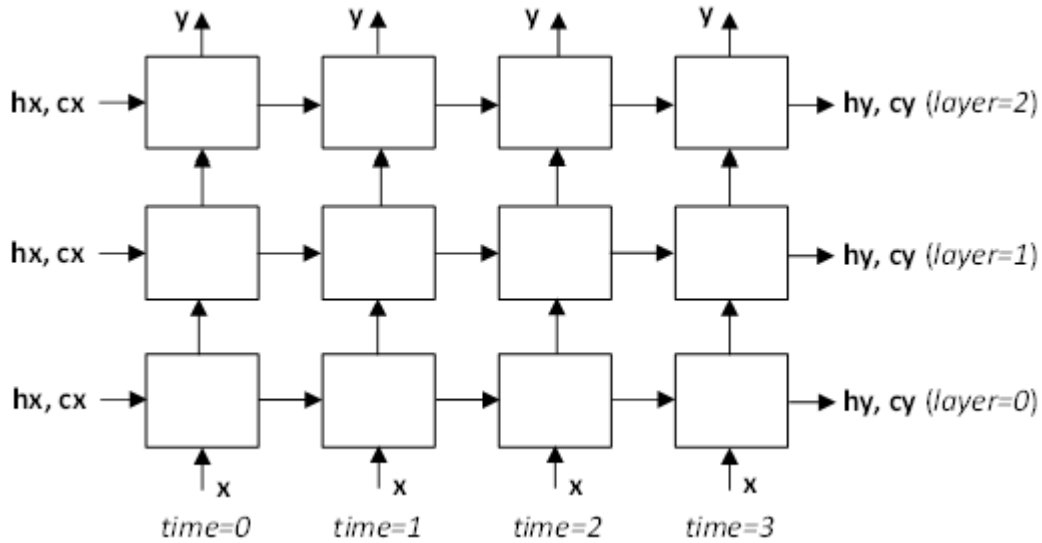 y y y y
hx, cx hy, cy (layer=2)
hx, cx hy, cy (layer=1)
hx, cx hy, cy (layer=0)
x x x x
time=0 time=1 time=2 time=3